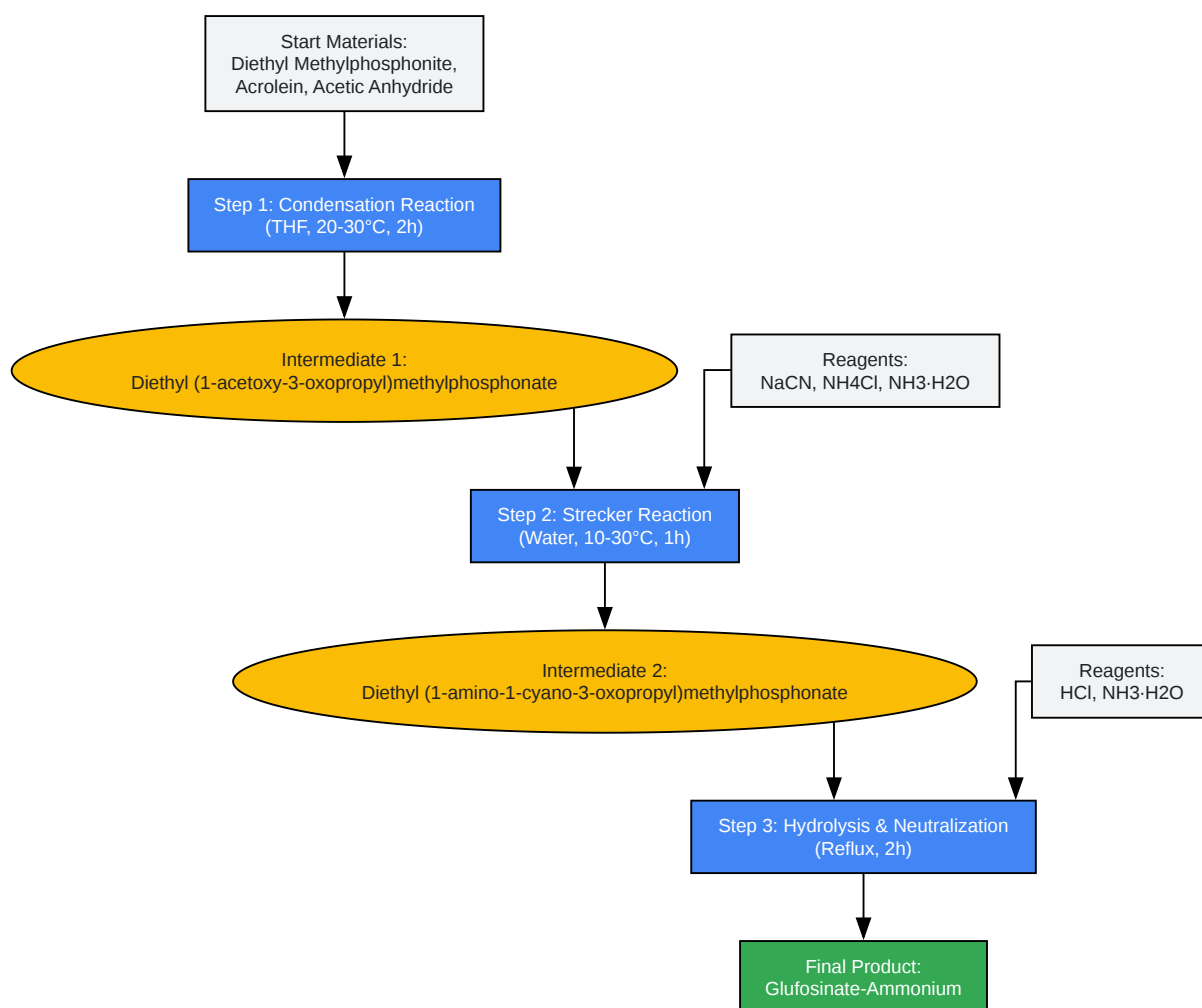 Start Materials:
Diethyl Methylphosphonite,
Acrolein, Acetic Anhydride
Step 1: Condensation Reaction
(THF, 20-30°C, 2h)
Intermediate 1:
Diethyl (1-acetoxy-3-oxopropyl)methylphosphonate
Reagents:
NaCN, NH4Cl, NH3·H2O
Step 2: Strecker Reaction
(Water, 10-30°C, 1h)
Intermediate 2:
Diethyl (1-amino-1-cyano-3-oxopropyl)methylphosphonate
Reagents:
HCl, NH3·H2O
Step 3: Hydrolysis & Neutralization
(Reflux, 2h)
Final Product:
Glufosinate-Ammonium